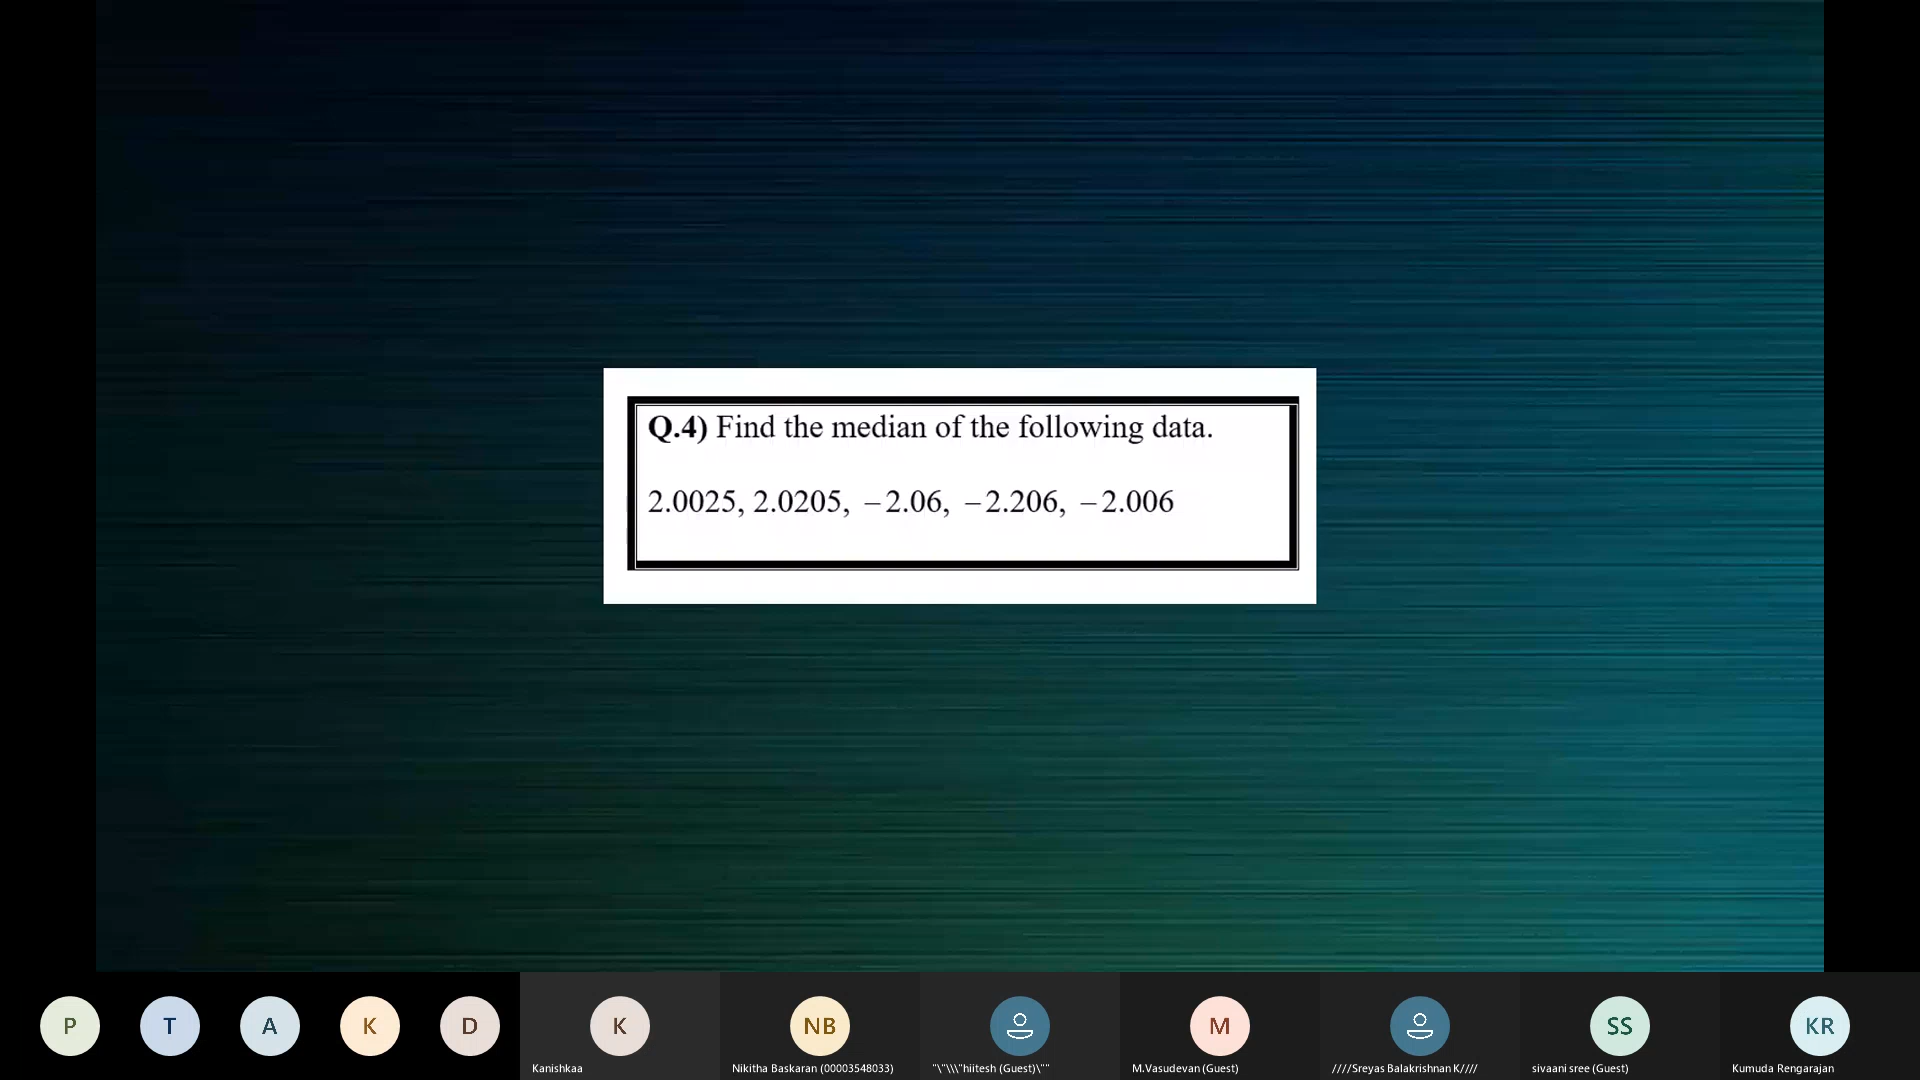 Q.4) Find the median of the following data.
2.0025, 2.0205, −2.06, −2.206, −2.006
P
T
A
K
D
K
NB
M
SS
KR
Kanishkaa
Nikitha Baskaran (00003548033)
"\"\\\"hiitesh (Guest)\""
M.Vasudevan (Guest)
////Sreyas Balakrishnan K////
sivaani sree (Guest)
Kumuda Rengarajan